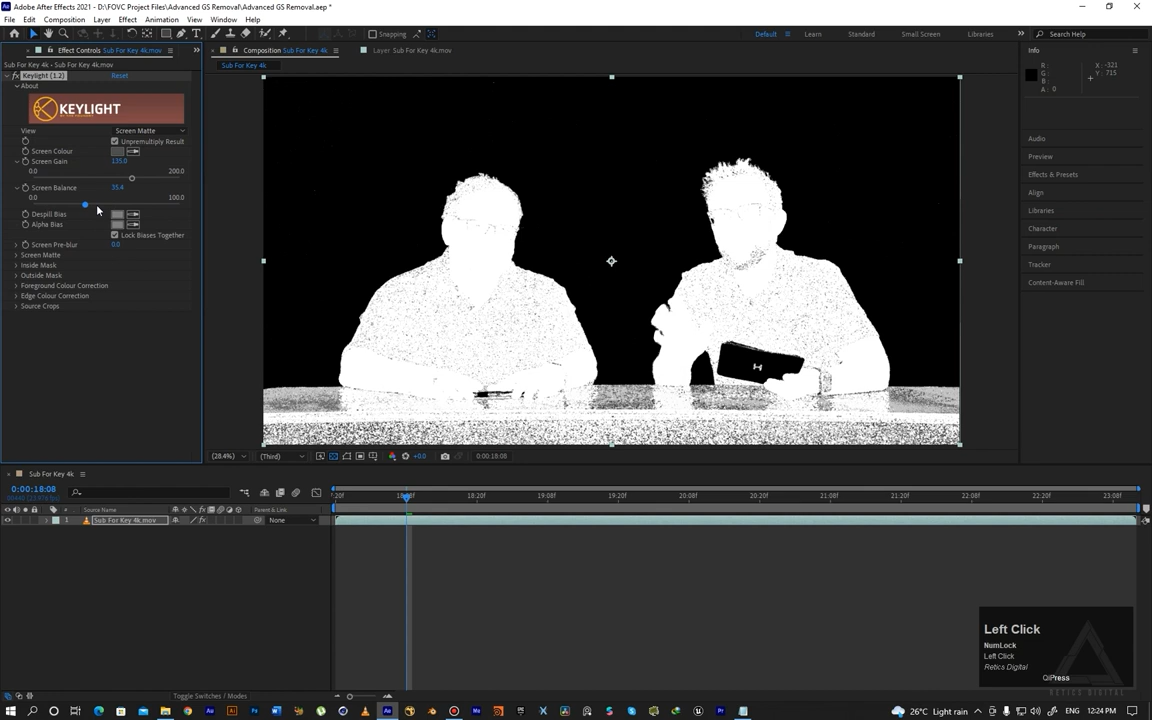 Adobe After Effects 2021 - D:\FOVC Project Files\Advanced GS Removal\Advanced GS Removal.aep *
File Edit Composition Layer Effect Animation View Window Help
Snapping
Default Learn Standard Small Screen Libraries Search Help
Effect Controls Sub For Key 4k.mov
Composition Sub For Key 4k
Layer Sub For Key 4k.mov
Info
Sub For Key 4k • Sub For Key 4k.mov
Sub For Key 4k
Keylight (1.2) Reset
About
KEYLIGHT
View Screen Matte
Unpremultiply Result
Screen Colour
Screen Gain 135.0
0.0 200.0
Screen Balance 35.4
0.0 100.0
Despill Bias
Alpha Bias
Lock Biases Together
Screen Pre-blur 0.0
Screen Matte
Inside Mask
Outside Mask
Foreground Colour Correction
Edge Colour Correction
Source Crops
R :
G :
B :
A : 0
X: -321
Y: 715
Audio
Preview
Effects & Presets
Align
Libraries
Character
Paragraph
Tracker
Content-Aware Fill
(28.4%) (Third) +0.0 0:00:18:08
Sub For Key 4k
0:00:18:08
# Source Name Parent & Link
1 Sub For Key 4k.mov None
18:20f 19:08f 19:20f 20:08f 20:20f 21:08f 21:20f 22:08f 22:20f 23:08f
Toggle Switches / Modes
Left Click
NumLock
Left Click
Retics Digital
QiPress
RETICS DIGITAL
26°C Light rain ENG 12:24 PM